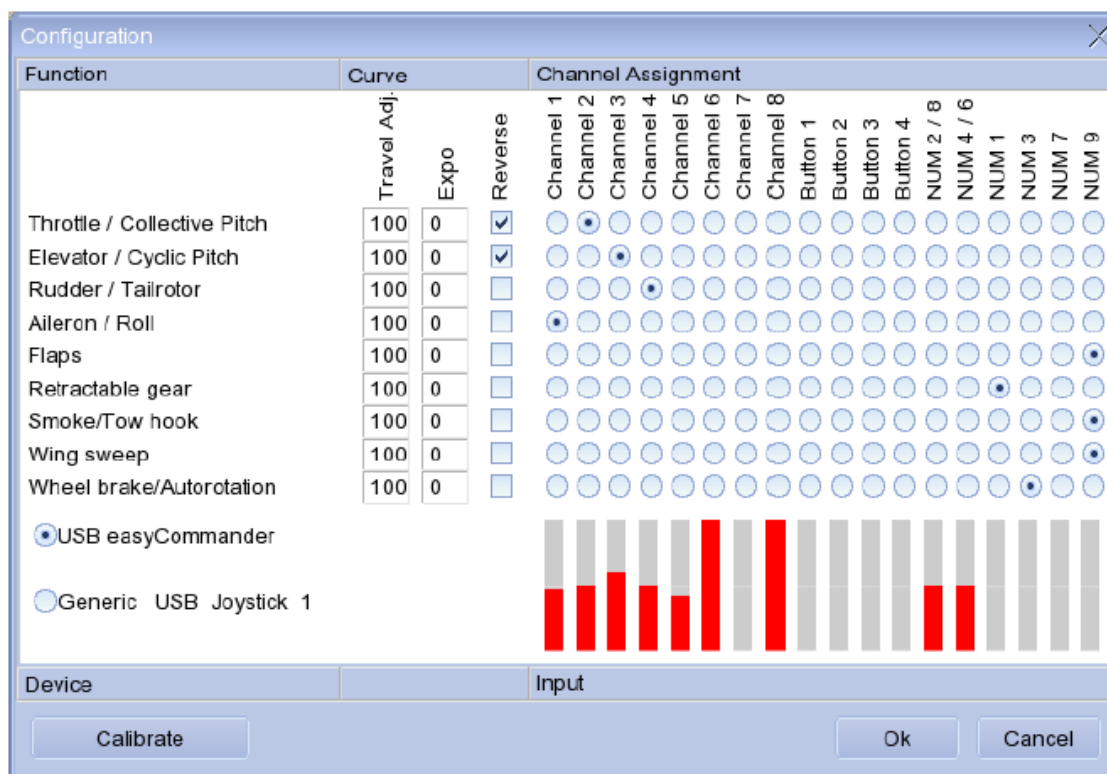 Configuration
Function Curve Channel Assignment
Travel Adj. Expo Reverse Channel 1 Channel 2 Channel 3 Channel 4 Channel 5 Channel 6 Channel 7 Channel 8 Button 1 Button 2 Button 3 Button 4 NUM 2 / 8 NUM 4 / 6 NUM 1 NUM 3 NUM 7 NUM 9
Throttle / Collective Pitch 100 0
Elevator / Cyclic Pitch 100 0
Rudder / Tailrotor 100 0
Aileron / Roll 100 0
Flaps 100 0
Retractable gear 100 0
Smoke/Tow hook 100 0
Wing sweep 100 0
Wheel brake/Autorotation 100 0
USB easyCommander
Generic USB Joystick 1
Device Input
Calibrate Ok Cancel